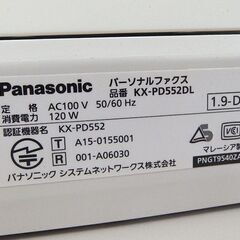 Panasonic パーソナルファクス
品番 KX-PD552DL
定 格 AC100 V 50/60 Hz
消費電力 120 W
1.9-D
認証機器名 KX-PD552
T A15-0155001
R 001-A06030
VCCI
パナソニック システムネットワークス株式会社
マレーシア製
PNGT9540ZA